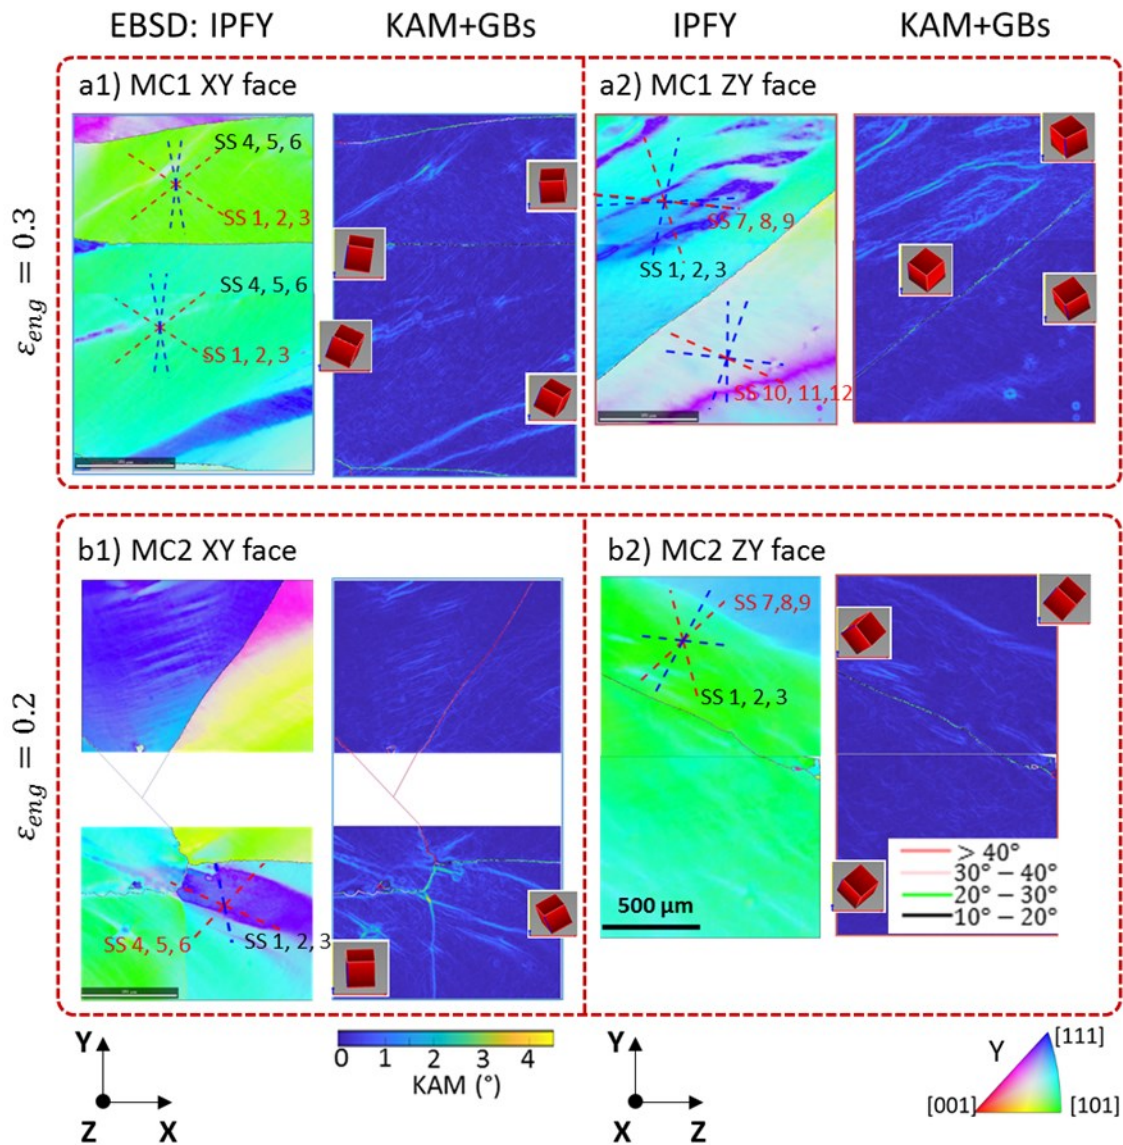 EBSD: IPFY KAM+GBs IPFY KAM+GBs
a1) MC1 XY face
a2) MC1 ZY face
SS 4, 5, 6
SS 1, 2, 3
SS 4, 5, 6
SS 1, 2, 3
SS 7, 8, 9
SS 1, 2, 3
SS 10, 11,12
ε_eng = 0.3
b1) MC2 XY face
b2) MC2 ZY face
SS 4, 5, 6
SS 1, 2, 3
SS 7,8,9
SS 1, 2, 3
500 μm
> 40°
30° – 40°
20° – 30°
10° – 20°
ε_eng = 0.2
Y
Z X
0 1 2 3 4
KAM (°)
Y
X Z
Y
[111]
[001]
[101]